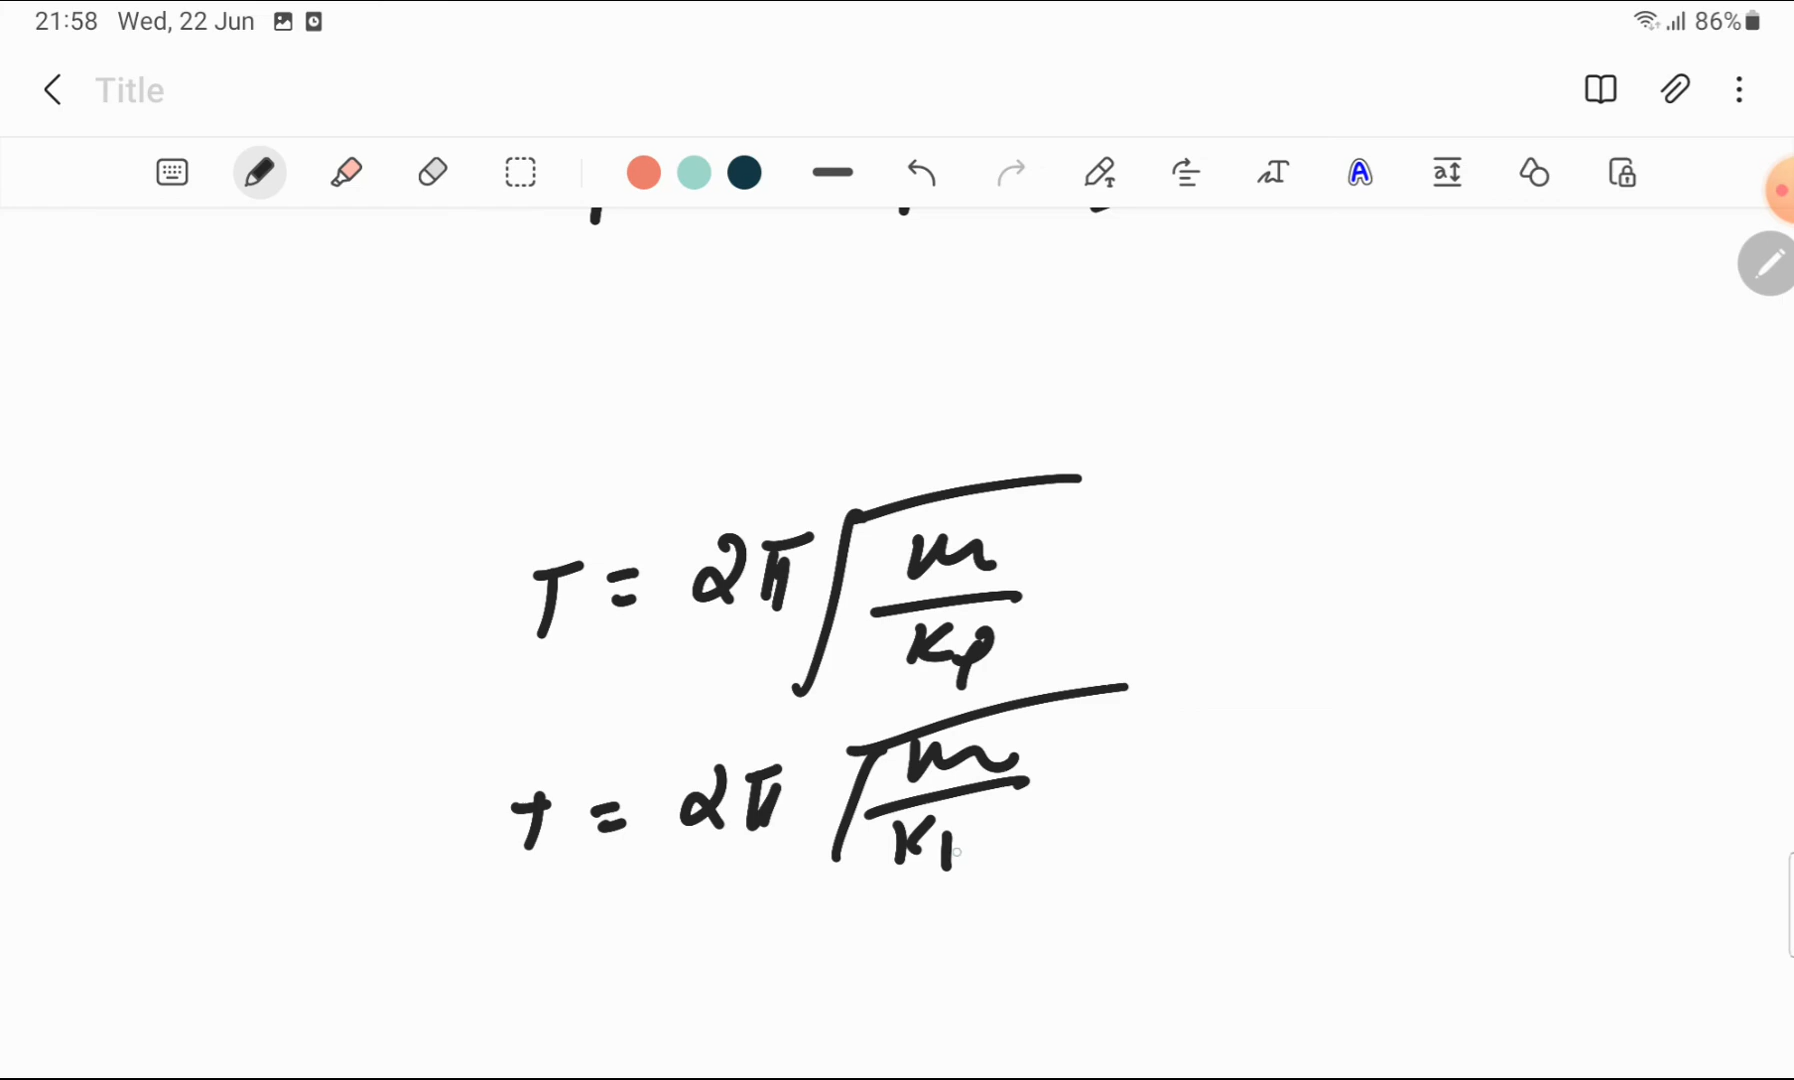 21:58 Wed, 22 Jun 86%
Title
A a
T = 2π √(m/Kp)
t = 2π √(m/K1